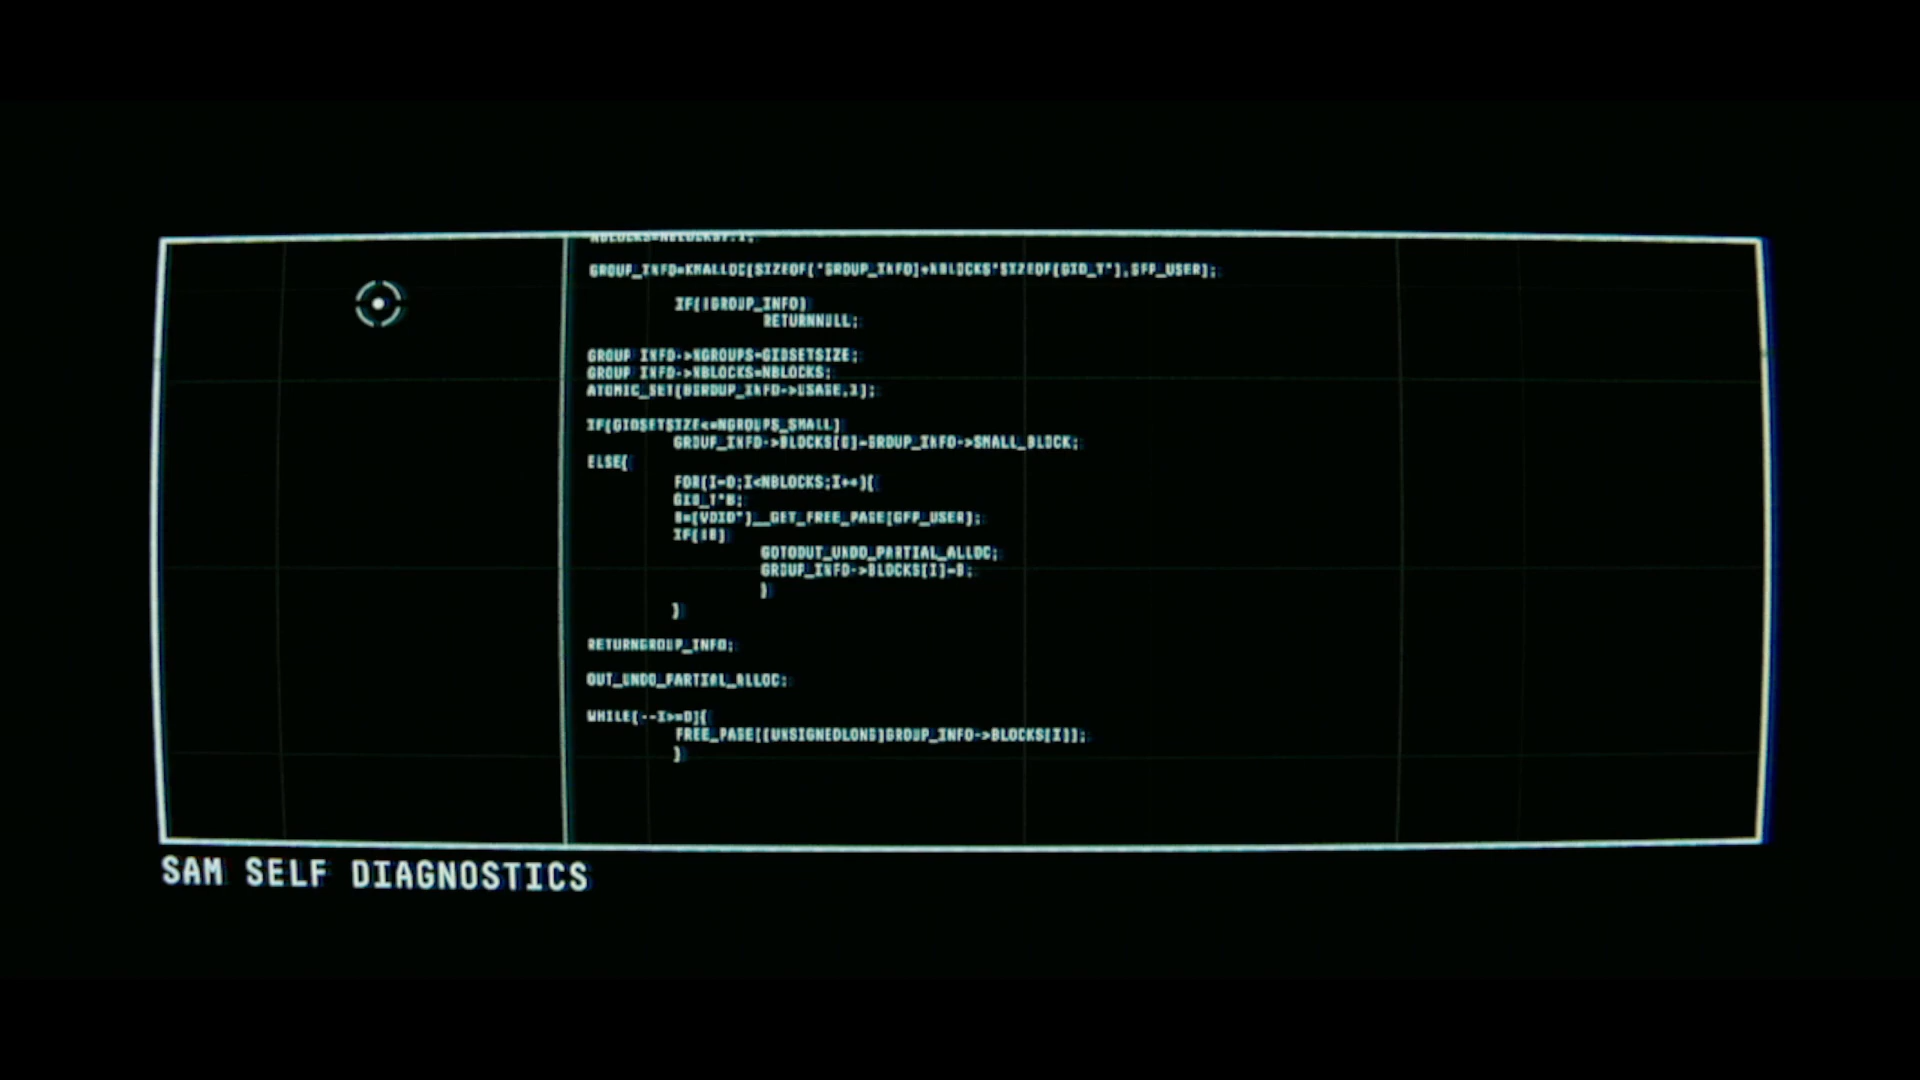 GROUP_INFO=KMALLOC(SIZEOF(*GROUP_INFO)+NBLOCKS*SIZEOF(GID_T*),GFP_USER);
IF(!GROUP_INFO)
RETURNNULL;
GROUP_INFO->NGROUPS=GIDSETSIZE;
GROUP_INFO->NBLOCKS=NBLOCKS;
ATOMIC_SET(&GROUP_INFO->USAGE,1);
IF(GIDSETSIZE<=NGROUPS_SMALL)
GROUP_INFO->BLOCKS[0]=GROUP_INFO->SMALL_BLOCK;
ELSE{
FOR(I=0;I<NBLOCKS;I++){
GID_T*B;
B=(VOID*)__GET_FREE_PAGE(GFP_USER);
IF(!B)
GOTOOUT_UNDO_PARTIAL_ALLOC;
GROUP_INFO->BLOCKS[I]=B;
}
}
RETURNGROUP_INFO;
OUT_UNDO_PARTIAL_ALLOC:
WHILE(--I>=0){
FREE_PAGE((UNSIGNEDLONG)GROUP_INFO->BLOCKS[I]);
}
SAM SELF DIAGNOSTICS